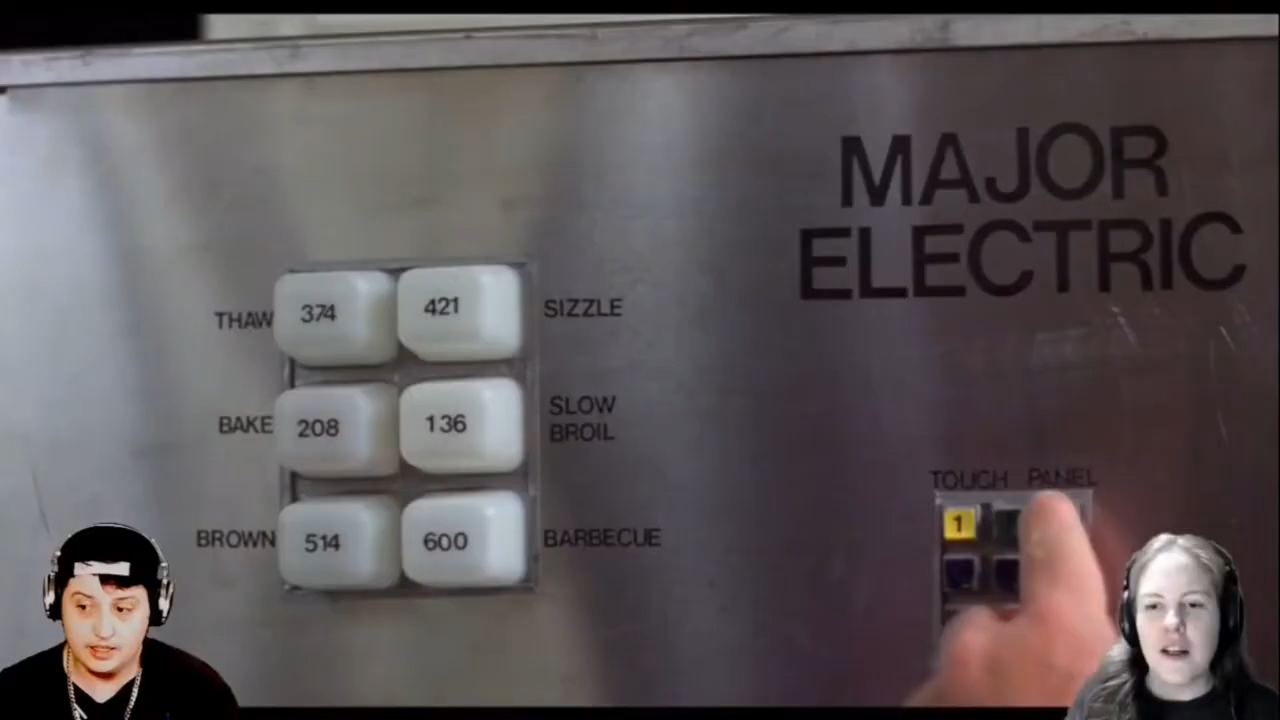 MAJOR
ELECTRIC
THAW 374 421 SIZZLE
BAKE 208 136 SLOW
BROIL
BROWN 514 600 BARBECUE
TOUCH PANEL
1